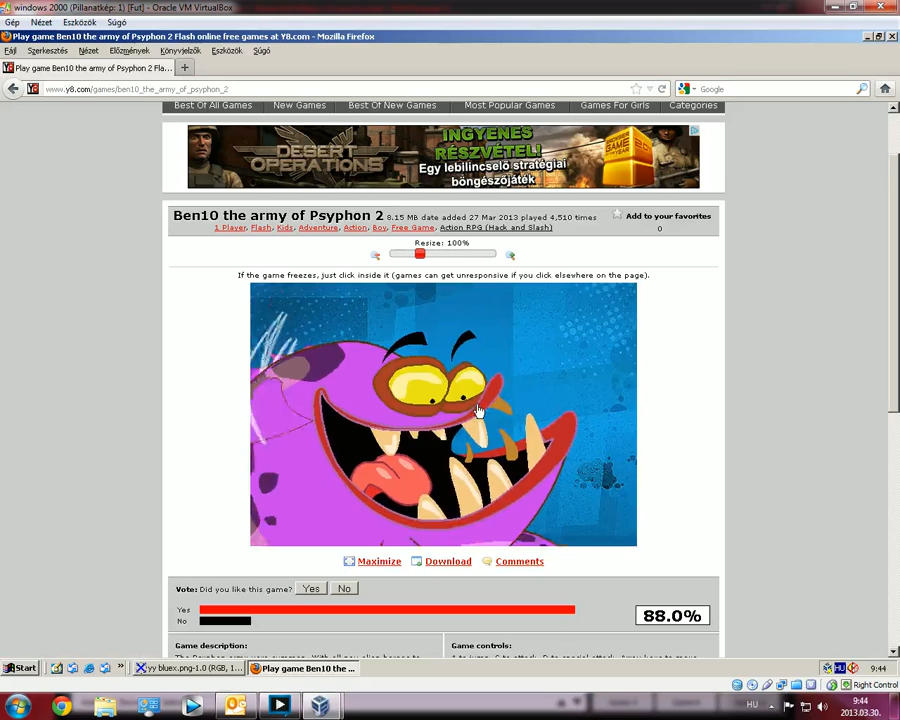 windows 2000 (Pillanatkép: 1) [Fut] - Oracle VM VirtualBox
Gép Nézet Eszközök Súgó
Play game Ben10 the army of Psyphon 2 Flash online free games at Y8.com - Mozilla Firefox
Fájl Szerkesztés Nézet Előzmények Könyvjelzők Eszközök Súgó
Play game Ben10 the army of Psyphon 2 Fla... +
www.y8.com/games/ben10_the_army_of_psyphon_2 Google
Best Of All Games New Games Best Of New Games Most Popular Games Games For Girls Categories
DESERT OPERATIONS
INGYENES RÉSZVÉTEL!
Egy lebilincselő stratégiai böngészőjáték
Ben10 the army of Psyphon 2 8.15 MB date added 27 Mar 2013 played 4,510 times
Add to your favorites
1 Player, Flash, Kids, Adventure, Action, Boy, Free Game, Action RPG (Hack and Slash)
0
Resize: 100%
If the game freezes, just click inside it (games can get unresponsive if you click elsewhere on the page).
Maximize Download Comments
Vote: Did you like this game? Yes No
Yes
No
88.0%
Game description: Game controls:
Start yy bluex.png-1.0 (RGB, 1... Play game Ben10 the ... HU 9:44
Right Control
HU 9:44
2013.03.30.